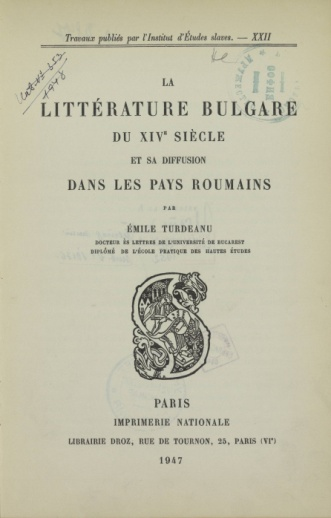 Travaux publiés par l'Institut d'Études slaves. — XXII
LA
LITTÉRATURE BULGARE
DU XIVᵉ SIÈCLE
ET SA DIFFUSION
DANS LES PAYS ROUMAINS
PAR
ÉMILE TURDEANU
DOCTEUR ÈS LETTRES DE L'UNIVERSITÉ DE BUCAREST
DIPLÔMÉ DE L'ÉCOLE PRATIQUE DES HAUTES ÉTUDES
PARIS
IMPRIMERIE NATIONALE
LIBRAIRIE DROZ, RUE DE TOURNON, 25, PARIS (VIᵉ)
1947